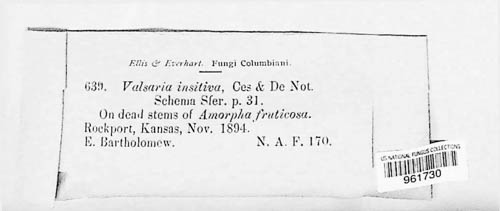 Ellis & Everhart. Fungi Columbiani.
639. Valsaria insitiva, Ces & De Not.
Schema Sfer. p. 31.
On dead stems of Amorpha fruticosa.
Rockport, Kansas, Nov. 1894.
E. Bartholomew. N. A. F. 170.
US NATIONAL FUNGUS COLLECTIONS
961730